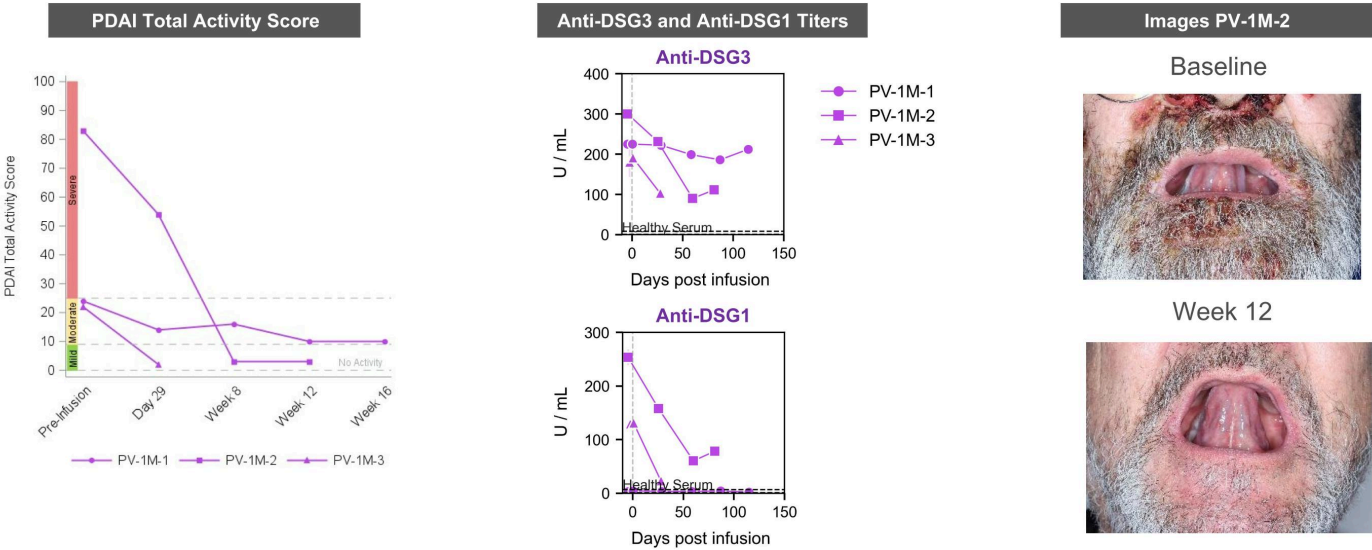 PDAI Total Activity Score
Anti-DSG3 and Anti-DSG1 Titers
Images PV-1M-2
PDAI Total Activity Score
100
90
80
70
60
50
40
30
20
10
0
Severe
Moderate
Mild
No Activity
Pre-Infusion
Day 29
Week 8
Week 12
Week 16
PV-1M-1
PV-1M-2
PV-1M-3
Anti-DSG3
U / mL
400
300
200
100
0
Healthy Serum
0
50
100
150
Days post infusion
PV-1M-1
PV-1M-2
PV-1M-3
Anti-DSG1
U / mL
300
200
100
0
Healthy Serum
0
50
100
150
Days post infusion
Baseline
Week 12